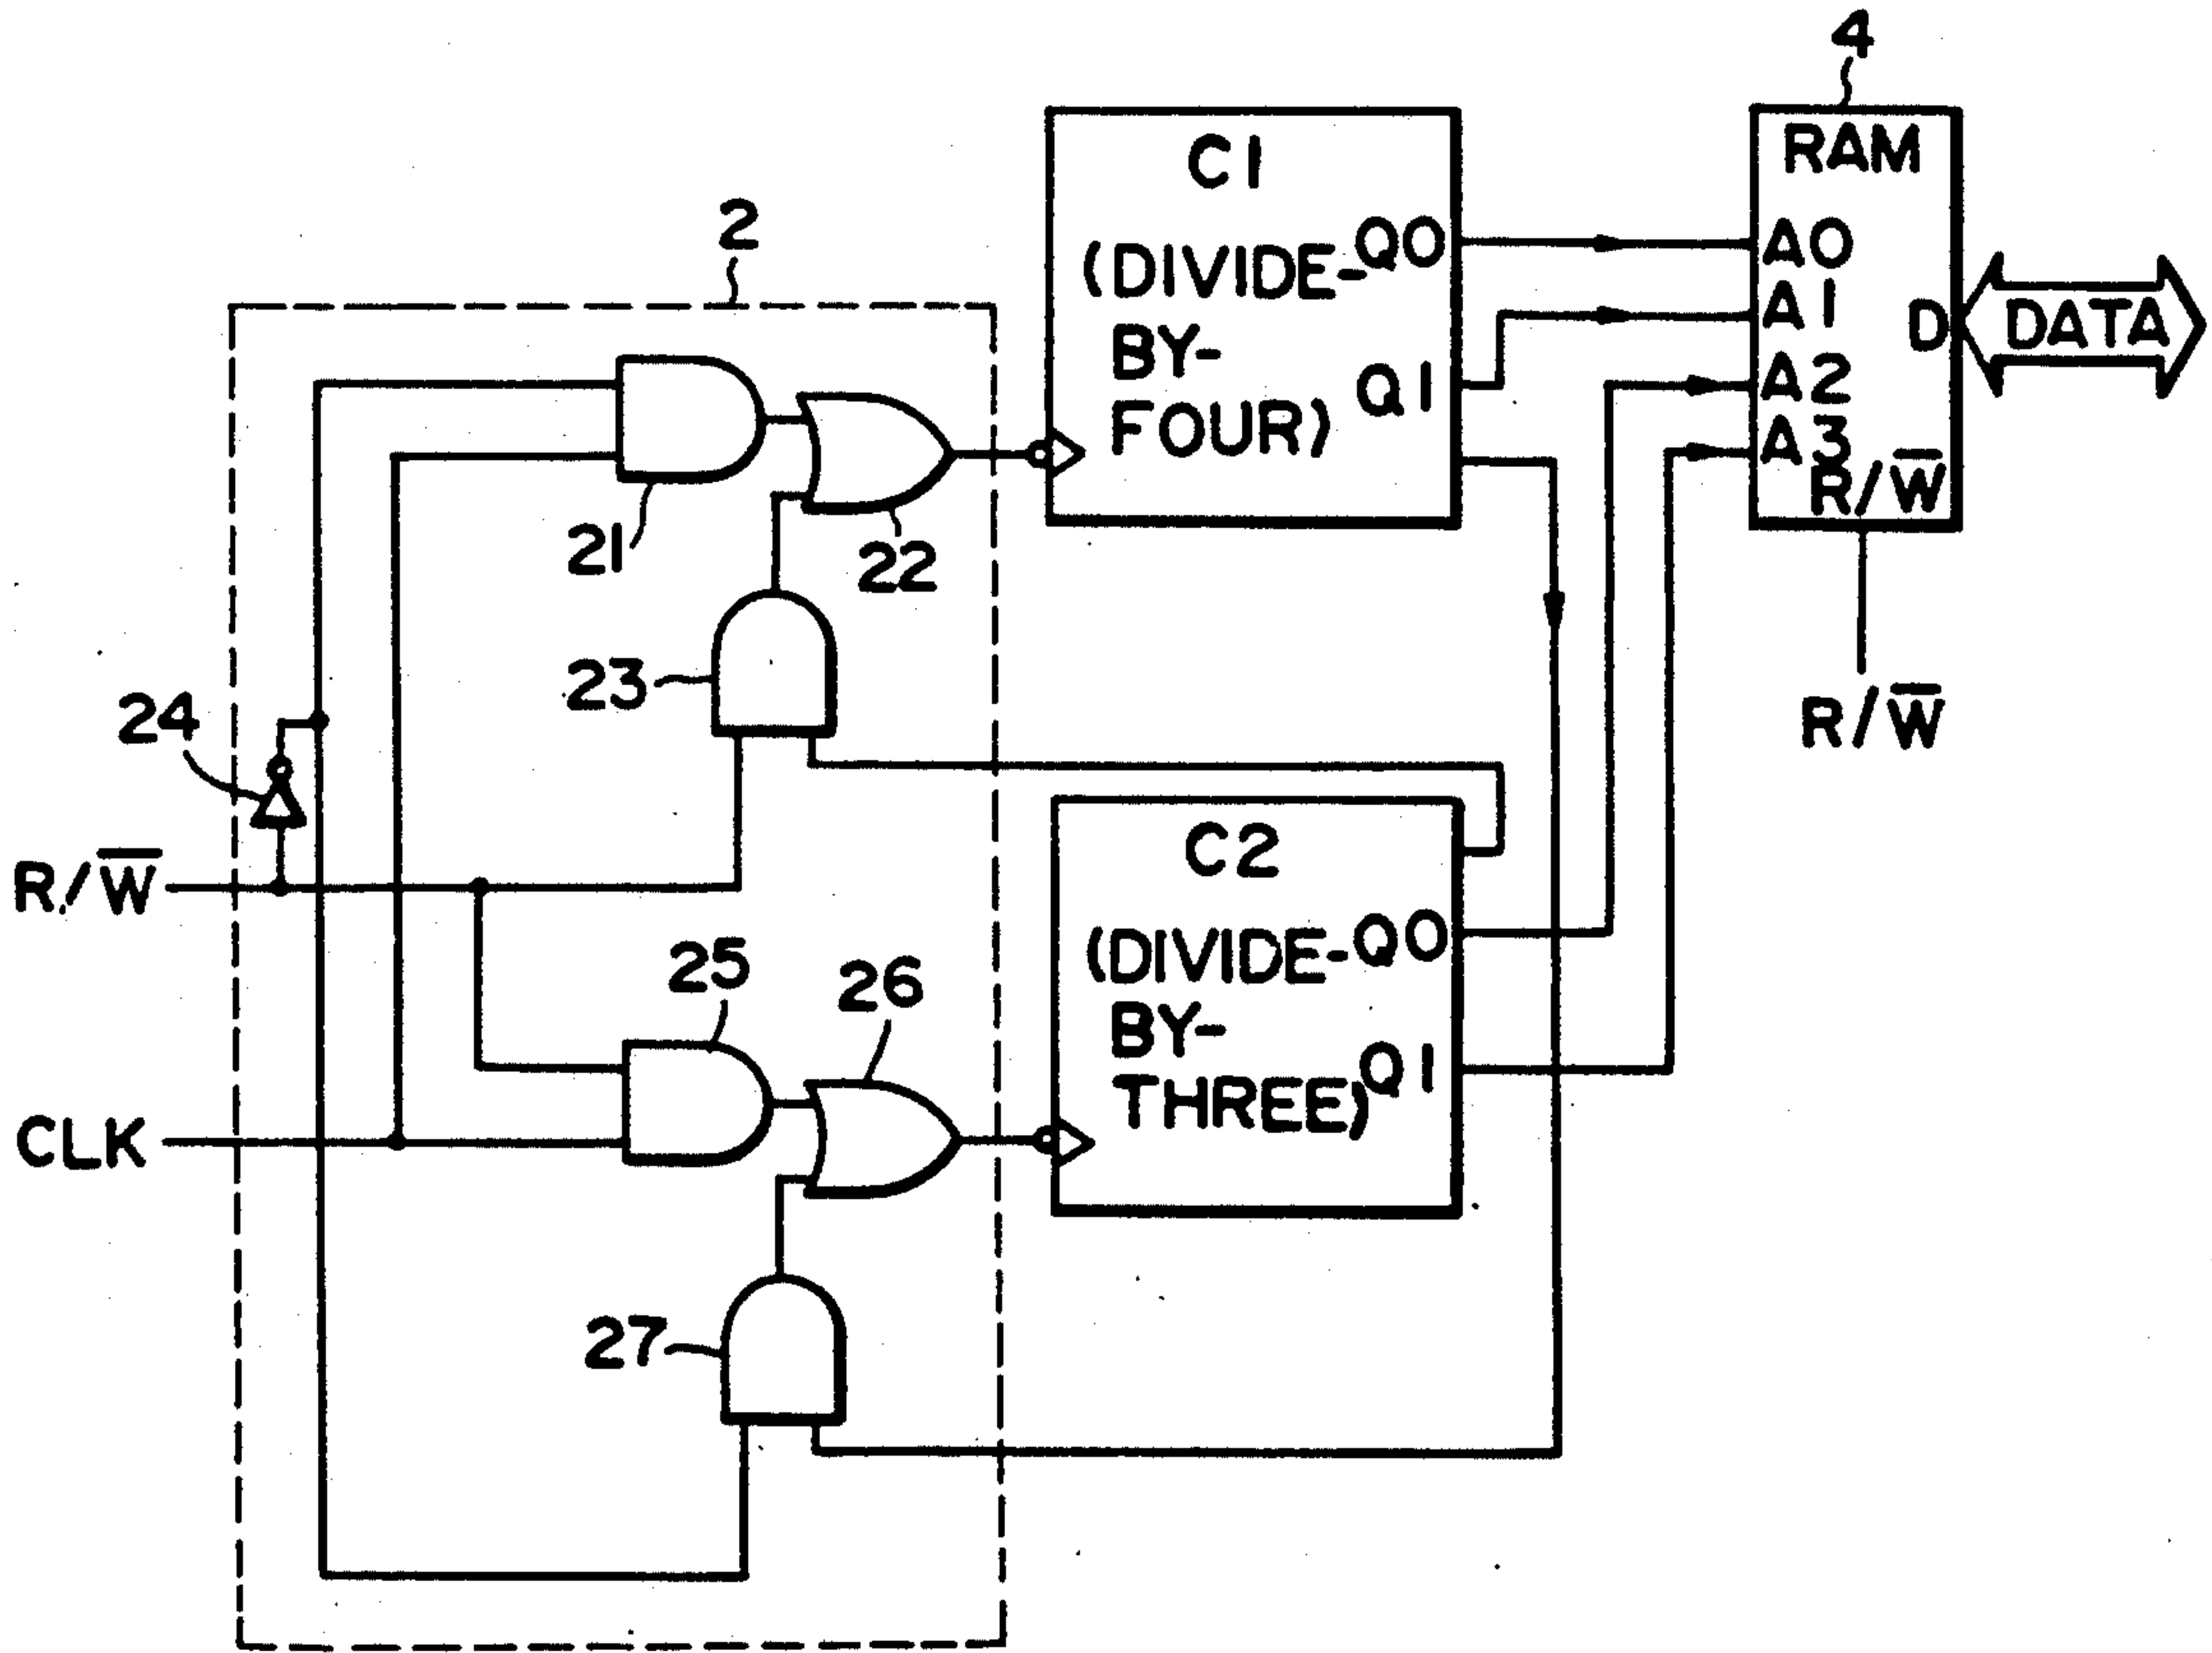 4
RAM
A0
A1
A2
A3
R/W̅
D
DATA
R/W̅
C1
(DIVIDE-
BY-
FOUR)
Q0
Q1
2
21
22
23
24
R/W̅
C2
(DIVIDE-
BY-
THREE)
Q0
Q1
25
26
CLK
27